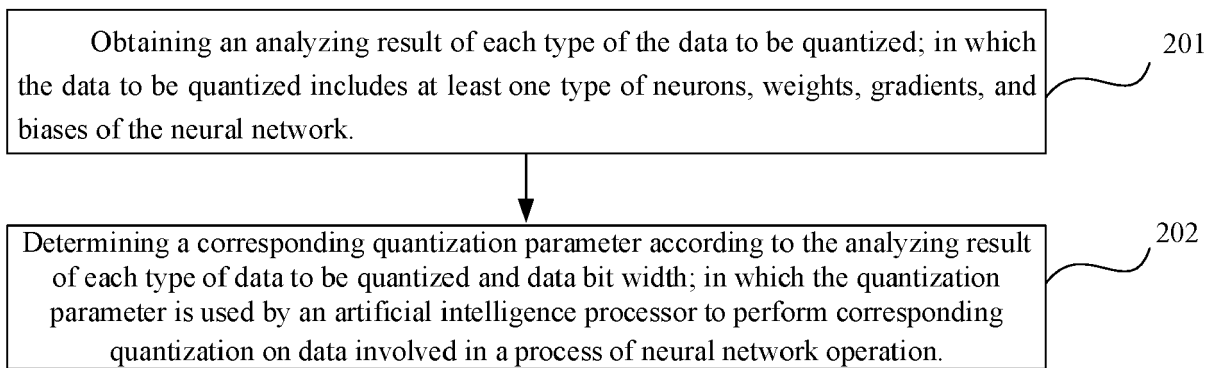 Obtaining an analyzing result of each type of the data to be quantized; in which
the data to be quantized includes at least one type of neurons, weights, gradients, and
biases of the neural network.
201
Determining a corresponding quantization parameter according to the analyzing result
of each type of data to be quantized and data bit width; in which the quantization
parameter is used by an artificial intelligence processor to perform corresponding
quantization on data involved in a process of neural network operation.
202